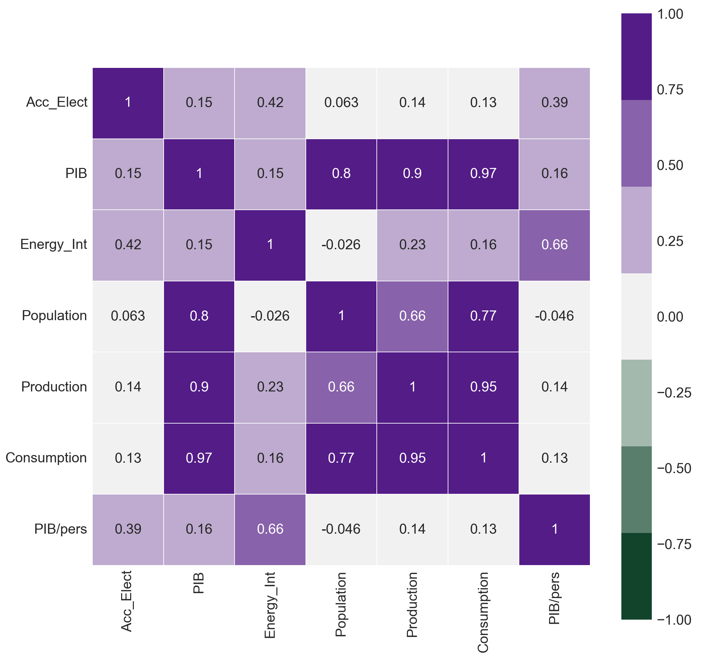 1.00
0.75
0.50
0.25
0.00
−0.25
−0.50
−0.75
−1.00
Acc_Elect 1 0.15 0.42 0.063 0.14 0.13 0.39
PIB 0.15 1 0.15 0.8 0.9 0.97 0.16
Energy_Int 0.42 0.15 1 -0.026 0.23 0.16 0.66
Population 0.063 0.8 -0.026 1 0.66 0.77 -0.046
Production 0.14 0.9 0.23 0.66 1 0.95 0.14
Consumption 0.13 0.97 0.16 0.77 0.95 1 0.13
PIB/pers 0.39 0.16 0.66 -0.046 0.14 0.13 1
Acc_Elect
PIB
Energy_Int
Population
Production
Consumption
PIB/pers